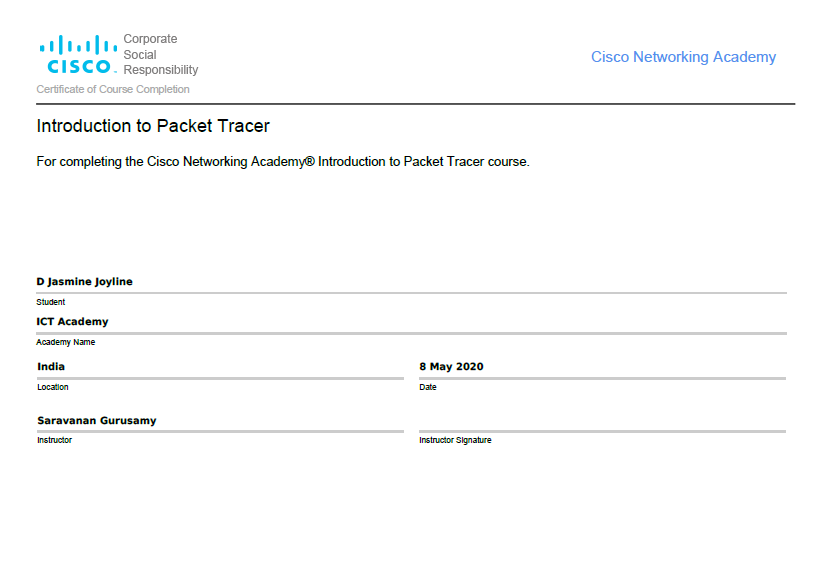 Corporate
Social
Responsibility
CISCO
Cisco Networking Academy
Certificate of Course Completion
Introduction to Packet Tracer
For completing the Cisco Networking Academy® Introduction to Packet Tracer course.
D Jasmine Joyline
Student
ICT Academy
Academy Name
India
Location
8 May 2020
Date
Saravanan Gurusamy
Instructor
Instructor Signature